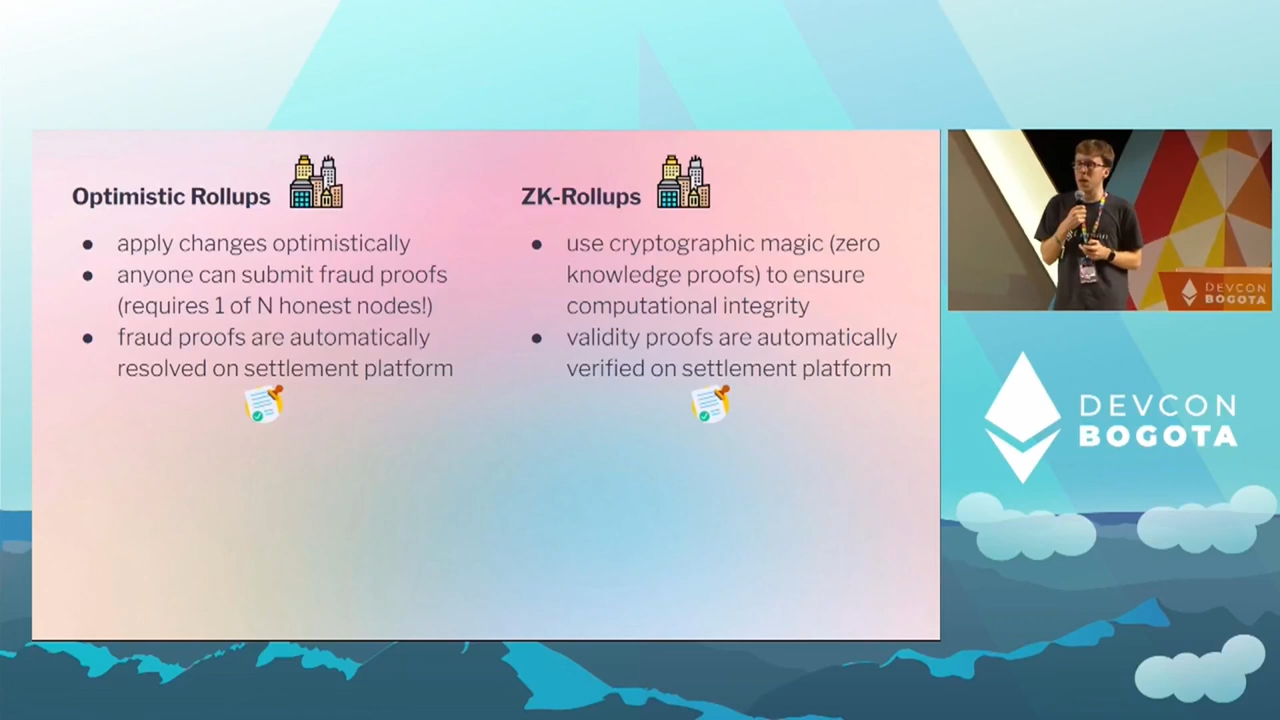 Optimistic Rollups
● apply changes optimistically
● anyone can submit fraud proofs
(requires 1 of N honest nodes!)
● fraud proofs are automatically
resolved on settlement platform
ZK-Rollups
● use cryptographic magic (zero
knowledge proofs) to ensure
computational integrity
● validity proofs are automatically
verified on settlement platform
DEVCON
BOGOTA
DEVCON
BOGOTA